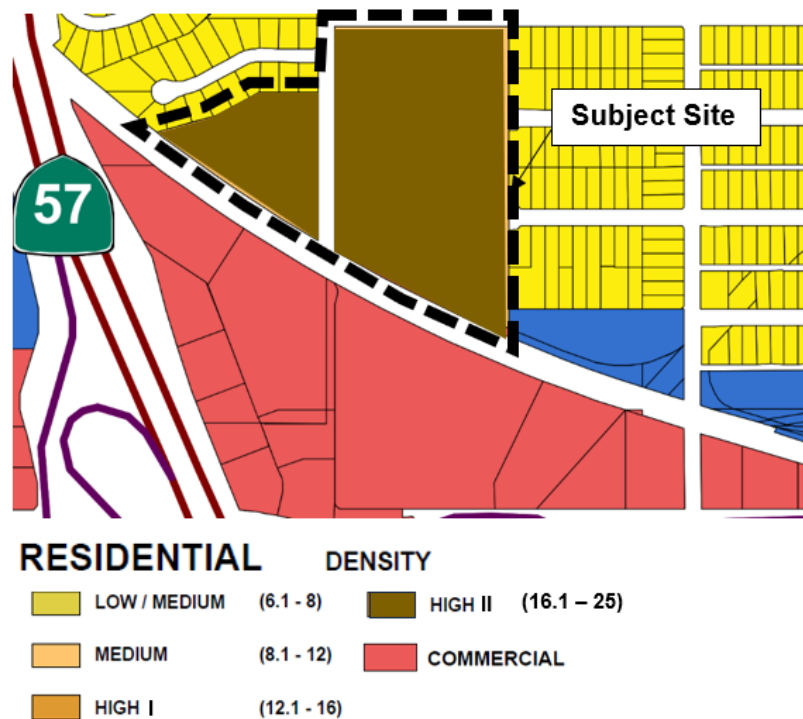 Subject Site
57
RESIDENTIAL DENSITY
LOW / MEDIUM (6.1 - 8) HIGH II (16.1 – 25)
MEDIUM (8.1 - 12) COMMERCIAL
HIGH I (12.1 - 16)